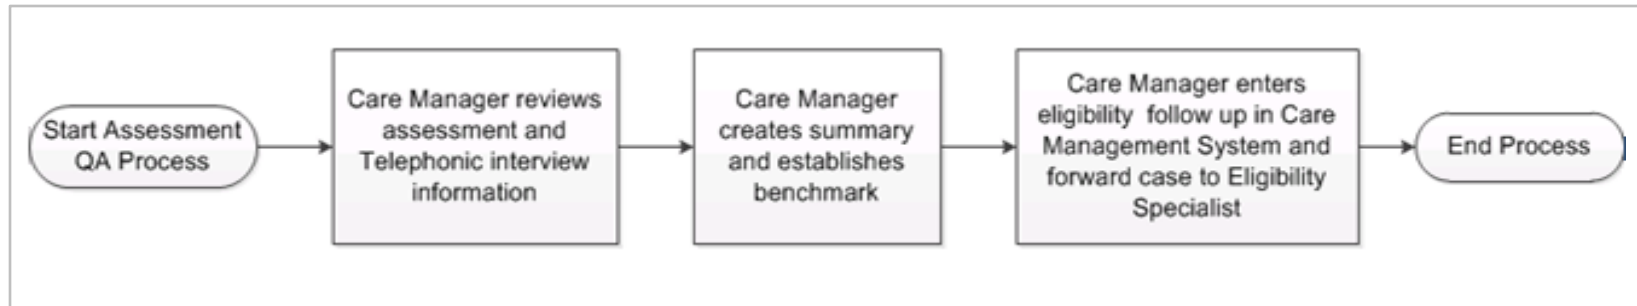 Start Assessment
QA Process
Care Manager reviews
assessment and
Telephonic interview
information
Care Manager
creates summary
and establishes
benchmark
Care Manager enters
eligibility  follow up in Care
Management System and
forward case to Eligibility
Specialist
End Process